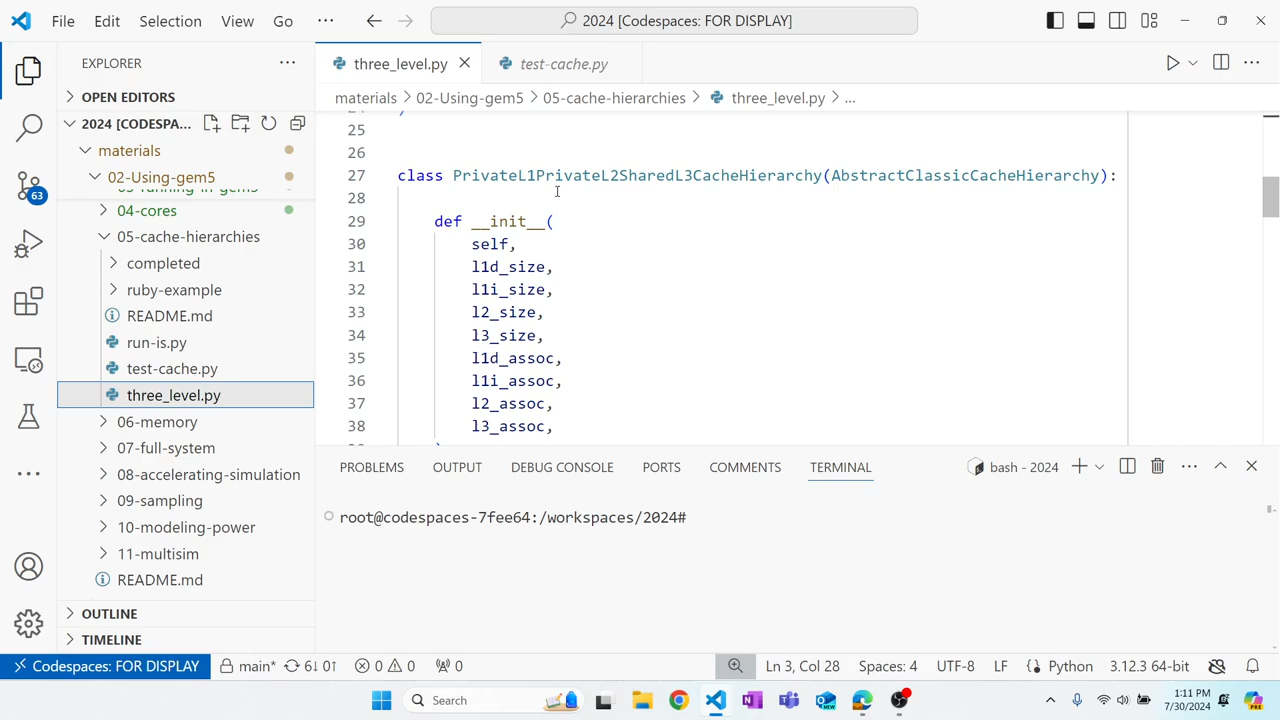 File Edit Selection View Go ··· 2024 [Codespaces: FOR DISPLAY]
EXPLORER
OPEN EDITORS
2024 [CODESPA...
materials
02-Using-gem5
04-cores
05-cache-hierarchies
completed
ruby-example
README.md
run-is.py
test-cache.py
three_level.py
06-memory
07-full-system
08-accelerating-simulation
09-sampling
10-modeling-power
11-multisim
README.md
OUTLINE
TIMELINE
three_level.py test-cache.py
materials > 02-Using-gem5 > 05-cache-hierarchies > three_level.py > ...
25
26
27 class PrivateL1PrivateL2SharedL3CacheHierarchy(AbstractClassicCacheHierarchy):
28
29 def __init__(
30 self,
31 l1d_size,
32 l1i_size,
33 l2_size,
34 l3_size,
35 l1d_assoc,
36 l1i_assoc,
37 l2_assoc,
38 l3_assoc,
PROBLEMS OUTPUT DEBUG CONSOLE PORTS COMMENTS TERMINAL bash - 2024
root@codespaces-7fee64:/workspaces/2024#
63
Codespaces: FOR DISPLAY main* 6↓ 0↑ 0 0 0 Ln 3, Col 28 Spaces: 4 UTF-8 LF Python 3.12.3 64-bit
Search
1:11 PM
7/30/2024